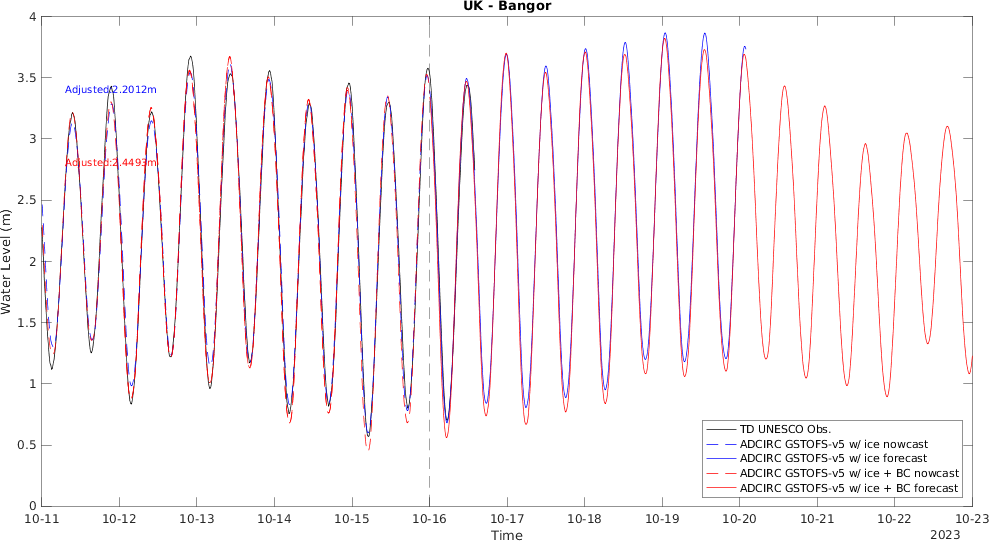 UK - Bangor
4
3.5
3
2.5
2
1.5
1
0.5
0
Water Level (m)
Adjusted:2.2012m
Adjusted:2.4493m
TD UNESCO Obs.
ADCIRC GSTOFS-v5 w/ ice nowcast
ADCIRC GSTOFS-v5 w/ ice forecast
ADCIRC GSTOFS-v5 w/ ice + BC nowcast
ADCIRC GSTOFS-v5 w/ ice + BC forecast
10-11 10-12 10-13 10-14 10-15 10-16 10-17 10-18 10-19 10-20 10-21 10-22 10-23
Time
2023